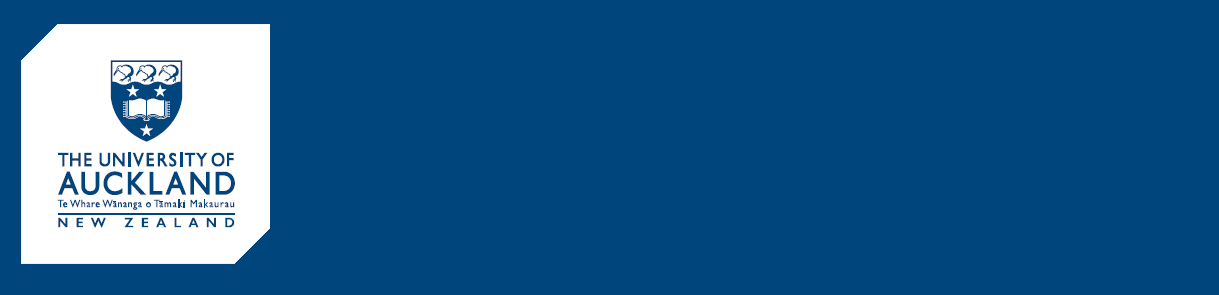 THE UNIVERSITY OF
AUCKLAND
Te Whare Wānanga o Tāmaki Makaurau
NEW ZEALAND